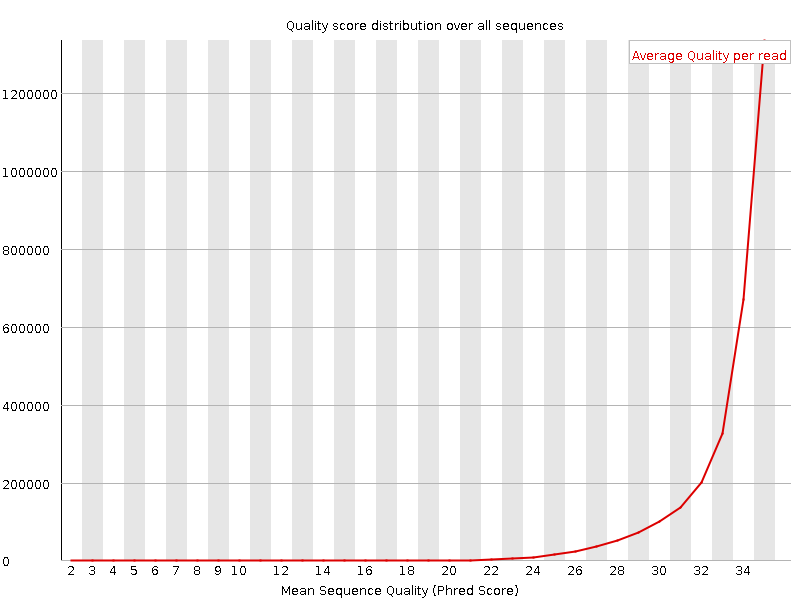 Quality score distribution over all sequences
Average Quality per read
1200000
1000000
800000
600000
400000
200000
0
2 3 4 5 6 7 8 9 10 12 14 16 18 20 22 24 26 28 30 32 34
Mean Sequence Quality (Phred Score)